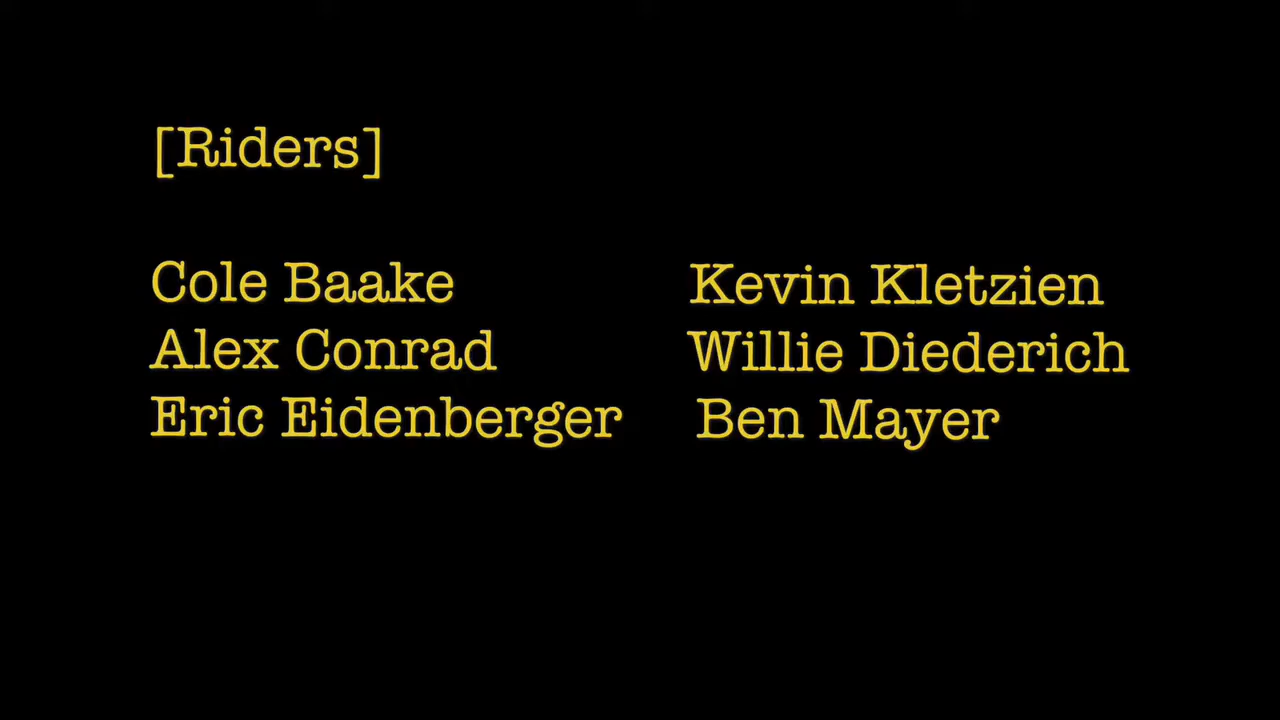 [Riders]
Cole Baake
Alex Conrad
Eric Eidenberger
Kevin Kletzien
Willie Diederich
Ben Mayer